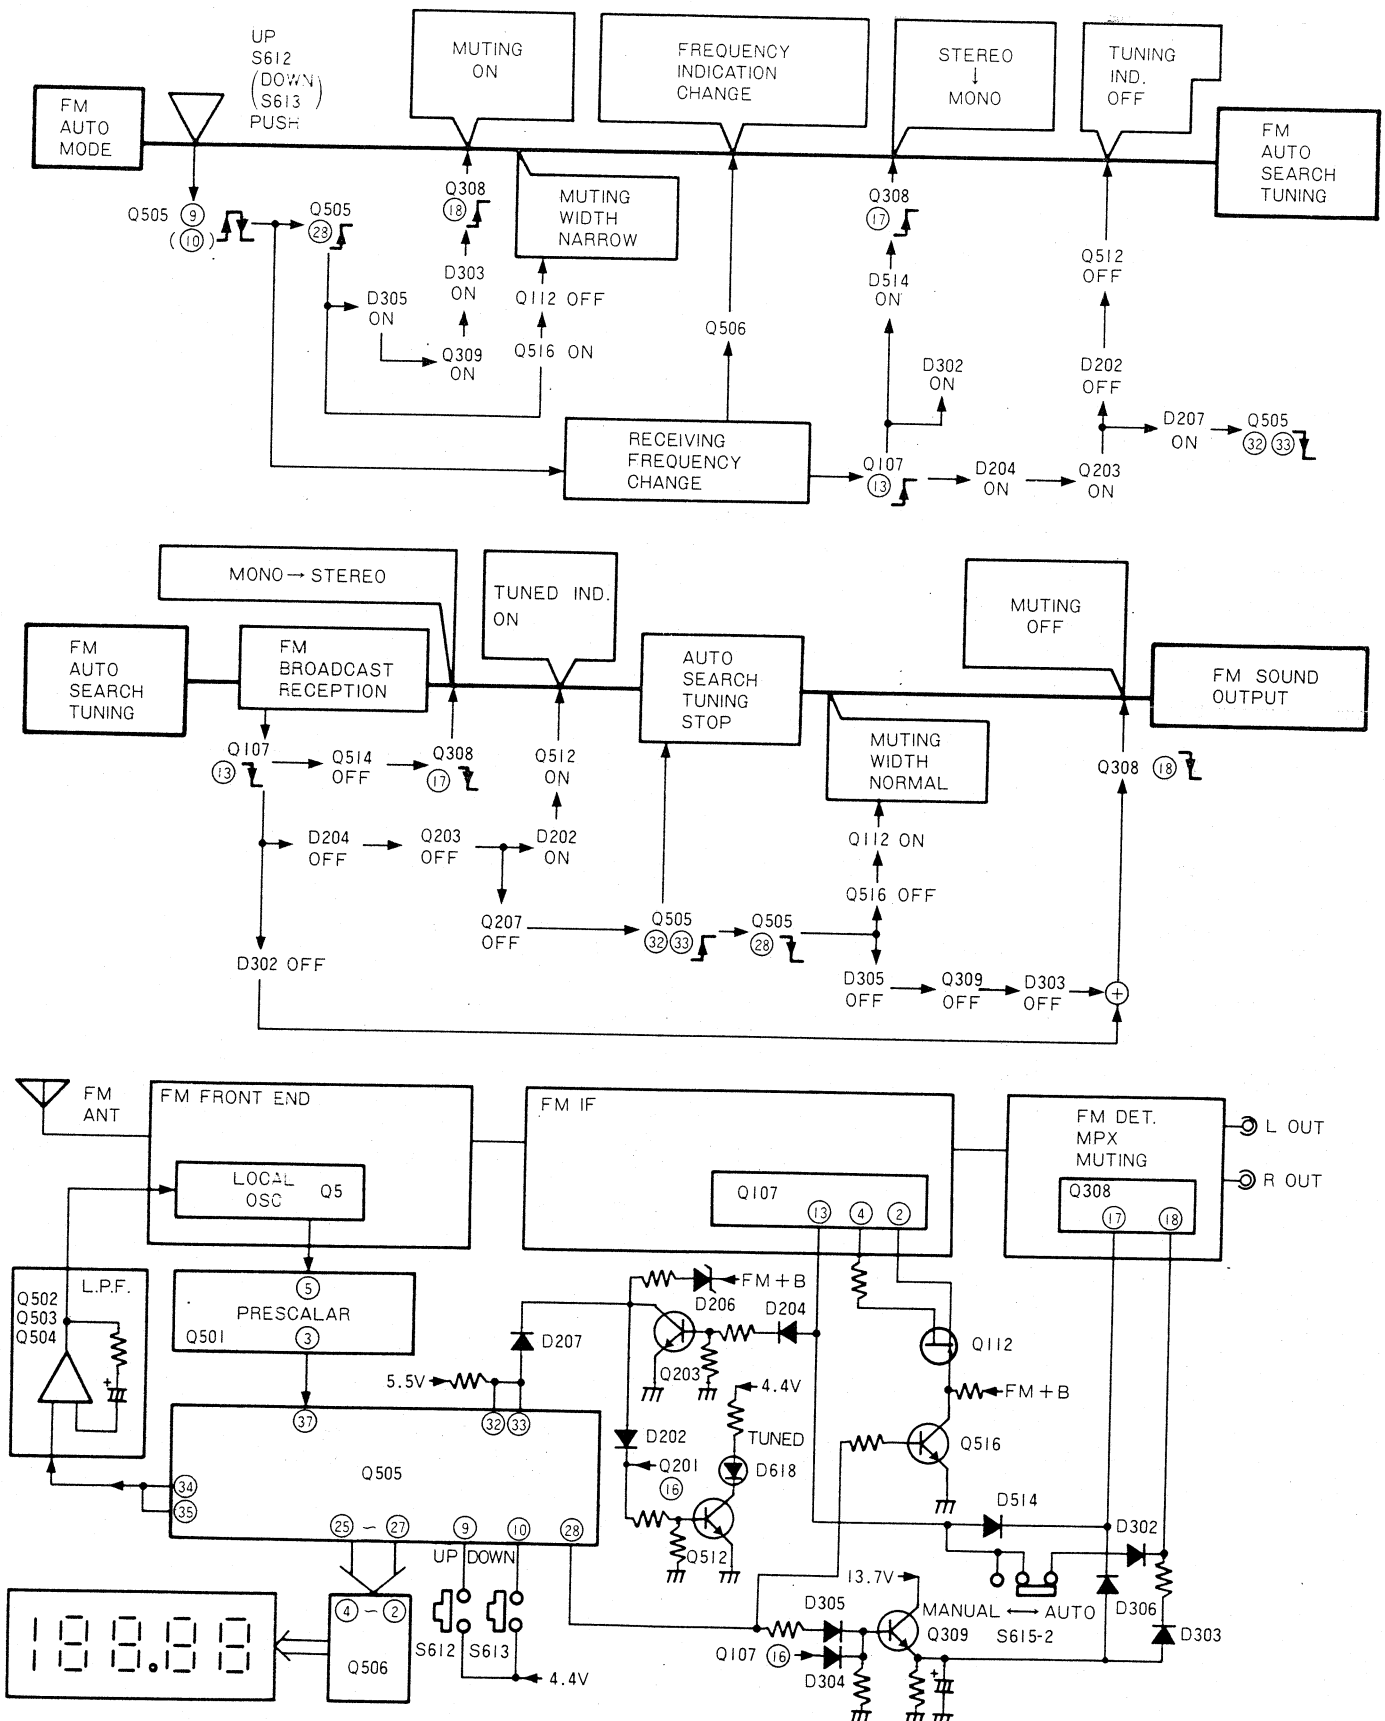 FM
AUTO
MODE
UP
S612
(DOWN)
(S613)
PUSH
MUTING
ON
FREQUENCY
INDICATION
CHANGE
STEREO
↓
MONO
TUNING
IND.
OFF
FM
AUTO
SEARCH
TUNING
MUTING
WIDTH
NARROW
Q505 9
(10)
Q505
28
D305
ON
Q309
ON
D303
ON
Q308
18
Q112 OFF
Q516 ON
Q506
RECEIVING
FREQUENCY
CHANGE
Q308
17
D514
ON
D302
ON
Q107
13
D204
ON
Q203
ON
D202
OFF
Q512
OFF
D207
ON
Q505
32 33
MONO → STEREO
TUNED IND.
ON
MUTING
OFF
FM
AUTO
SEARCH
TUNING
FM
BROADCAST
RECEPTION
AUTO
SEARCH
TUNING
STOP
FM SOUND
OUTPUT
MUTING
WIDTH
NORMAL
Q107
13
Q514
OFF
Q308
17
Q512
ON
Q308 18
D204
OFF
Q203
OFF
D202
ON
Q112 ON
Q516 OFF
Q207
OFF
Q505
32 33
Q505
28
D302 OFF
D305
OFF
Q309
OFF
D303
OFF
+
FM
ANT
FM FRONT END
LOCAL
OSC Q5
FM IF
Q107
13 4 2
FM DET.
MPX
MUTING
Q308
17 18
L OUT
R OUT
L.P.F.
Q502
Q503
Q504
+
5
PRESCALAR
Q501 3
FM+B
D206
D204
D207
Q203
Q112
5.5V
4.4V
FM+B
37
32 33
Q505
34
35
25 ~ 27
9 10 28
D202
Q201
16
TUNED
D618
Q512
Q516
D514
D302
UP DOWN
S612 S613
4.4V
4 ~ 2
Q506
188.88
13.7V
D305
Q107 16
D304
Q309
+
MANUAL ↔ AUTO
S615-2
D306
D303